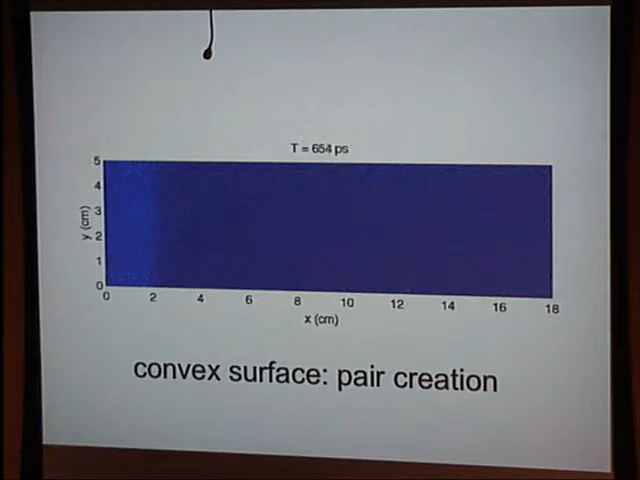 T = 654 ps
5
4
3
2
1
0
y (cm)
0 2 4 6 8 10 12 14 16 18
x (cm)
convex surface: pair creation